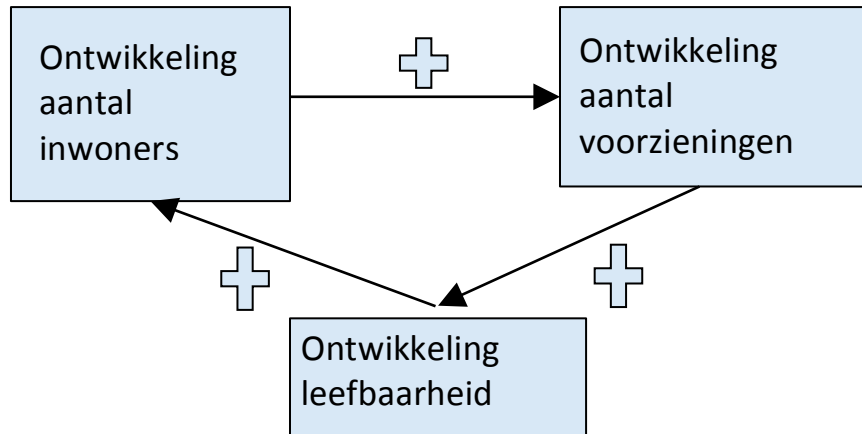 Ontwikkeling
aantal
inwoners
Ontwikkeling
aantal
voorzieningen
Ontwikkeling
leefbaarheid